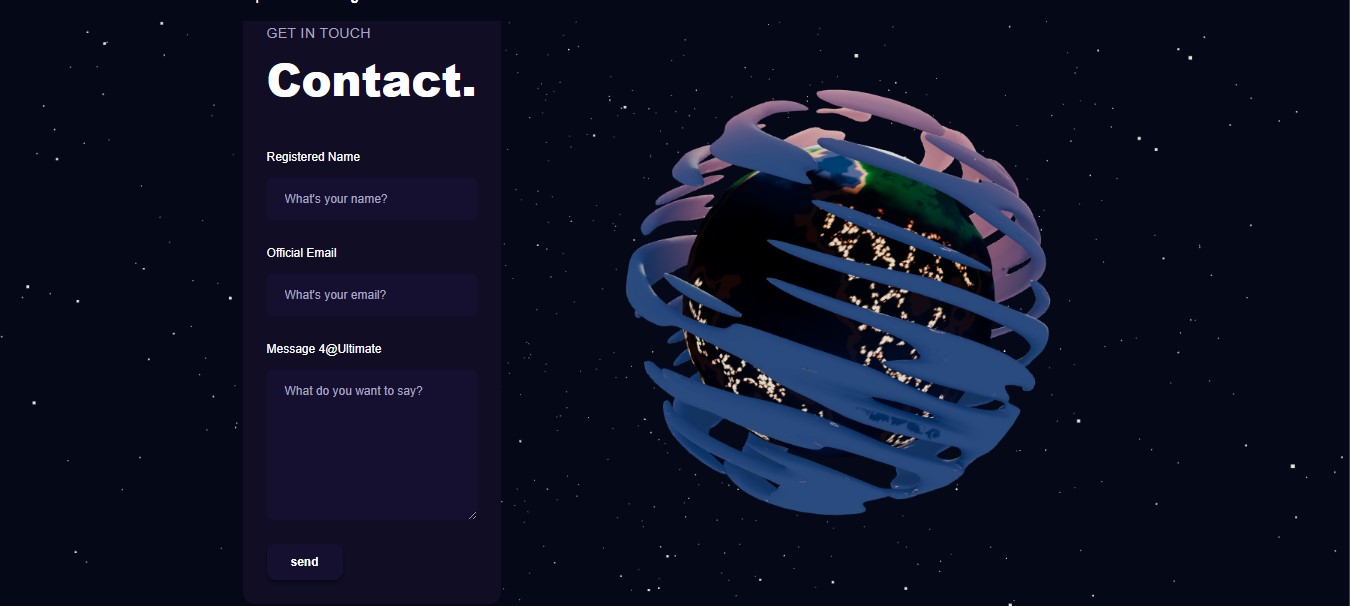 GET IN TOUCH
Contact.
Registered Name
What's your name?
Official Email
What's your email?
Message 4@Ultimate
What do you want to say?
send